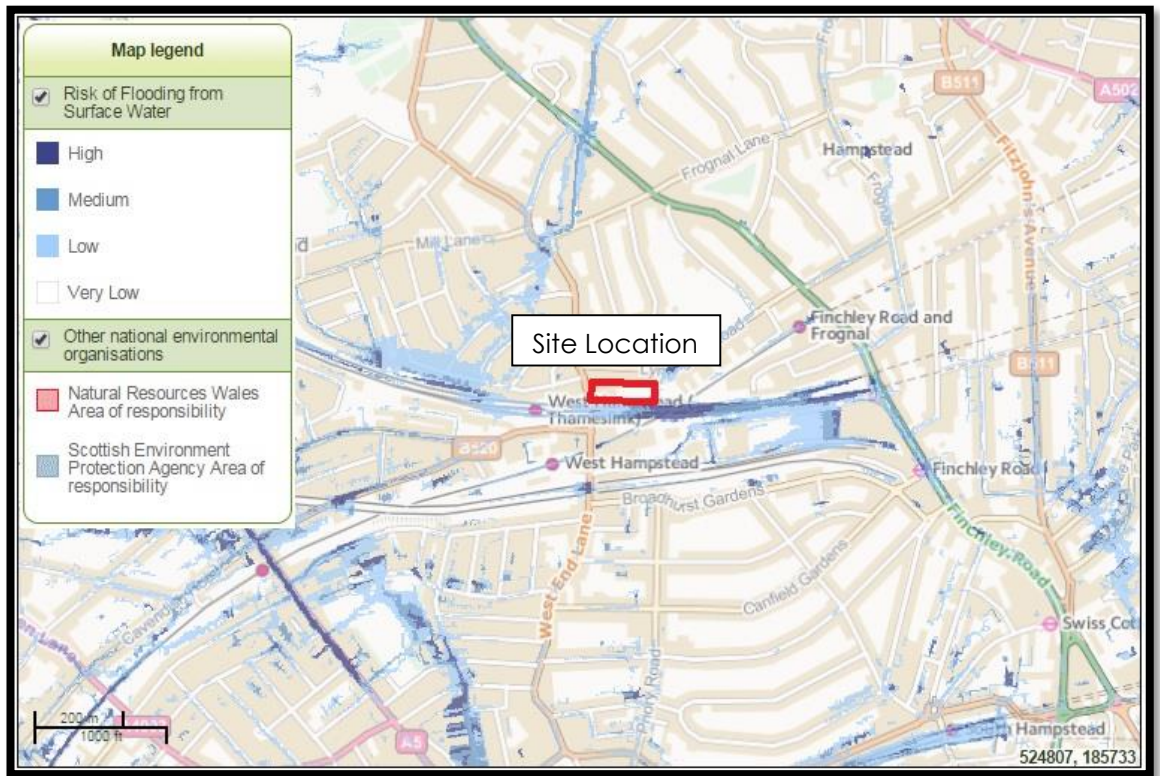 Map legend
Risk of Flooding from
Surface Water
High
Medium
Low
Very Low
Other national environmental
organisations
Natural Resources Wales
Area of responsibility
Scottish Environment
Protection Agency Area of
responsibility
B511
A502
Frognal Lane
Hampstead
Frognal
Fitzjohn's Avenue
Mill Lane
Site Location
Finchley Road and
Frognal
B511
Thameslink)
B520
West Hampstead
Finchley Road
Broadhurst Gardens
West End Lane
Finchley Road
Canfield Gardens
Priory Road
Swiss Cot
Hampstead
A5
200 m
1000 ft
524807, 185733